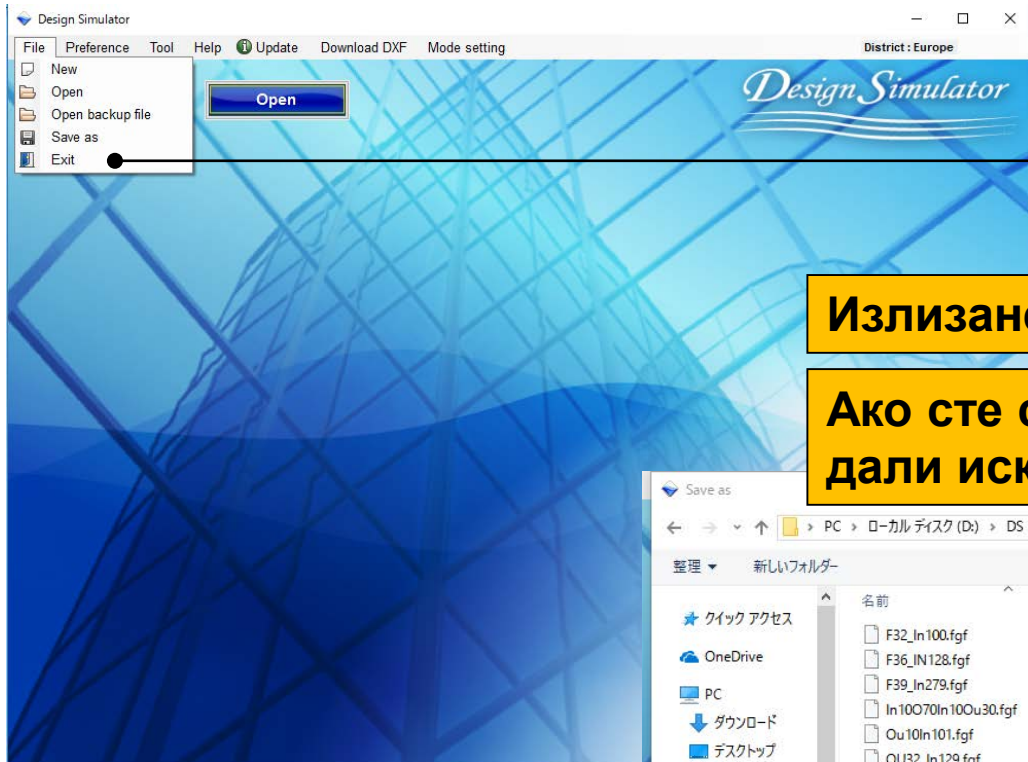 Design Simulator
File Preference Tool Help Update Download DXF Mode setting District : Europe
New
Open
Open backup file
Save as
Exit
Open
Design Simulator
Излизан
Ако сте
дали иск
Save as
PC › ローカル ディスク (D:) › DS
整理 新しいフォルダー
クイック アクセス
OneDrive
PC
ダウンロード
デスクトップ
名前
F32_In100.fgf
F36_IN128.fgf
F39_In279.fgf
In10O70In10Ou30.fgf
Ou10In101.fgf
OU32_In129.fgf